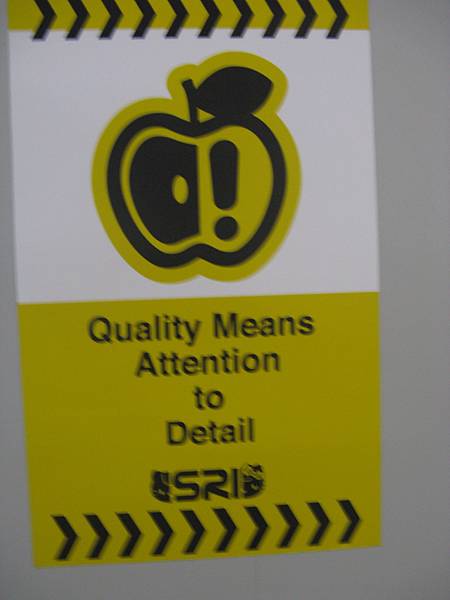 Quality Means
Attention
to
Detail
SRI